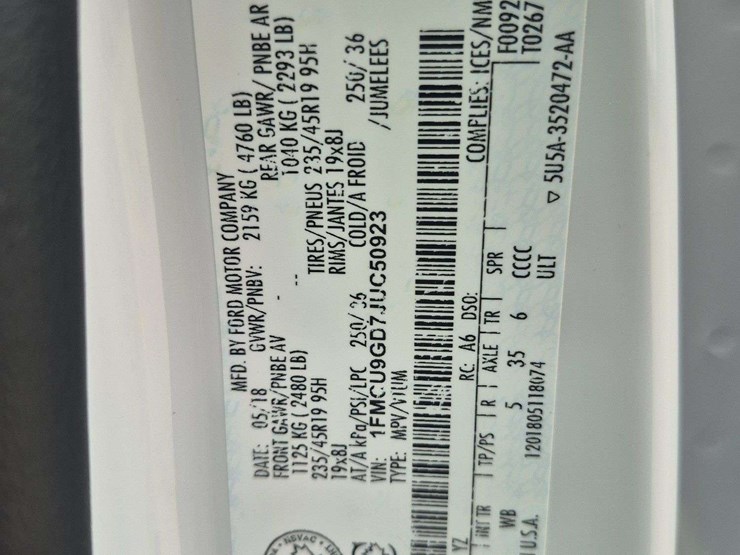 MFD. BY FORD MOTOR COMPANY
DATE: 05/18 GVWR/PNBV: 2159 KG ( 4760 LB)
FRONT GAWR/PNBE AV - REAR GAWR/ PNBE AR
1125 KG ( 2480 LB) -- 1040 KG ( 2293 LB)
235/45R19 95H TIRES/PNEUS 235/45R19 95H
19x8J RIMS/JANTES 19x8J
AT/A kPa/PSI/LPC 250/ 36 COLD/A FROID 250/ 36
VIN: 1FMCU9GD7JUC50923 /JUMELEES
TYPE: MPV/VTUM
YZ RC: A6 DSO: COMPLIES: ICES/NM
INT TR | TP/PS | R | AXLE | TR | SPR | F0092
WB 5 35 6 CCCC T0267
U.S.A. 1201805118074 ULT ▽ 5U5A-3520472-AA